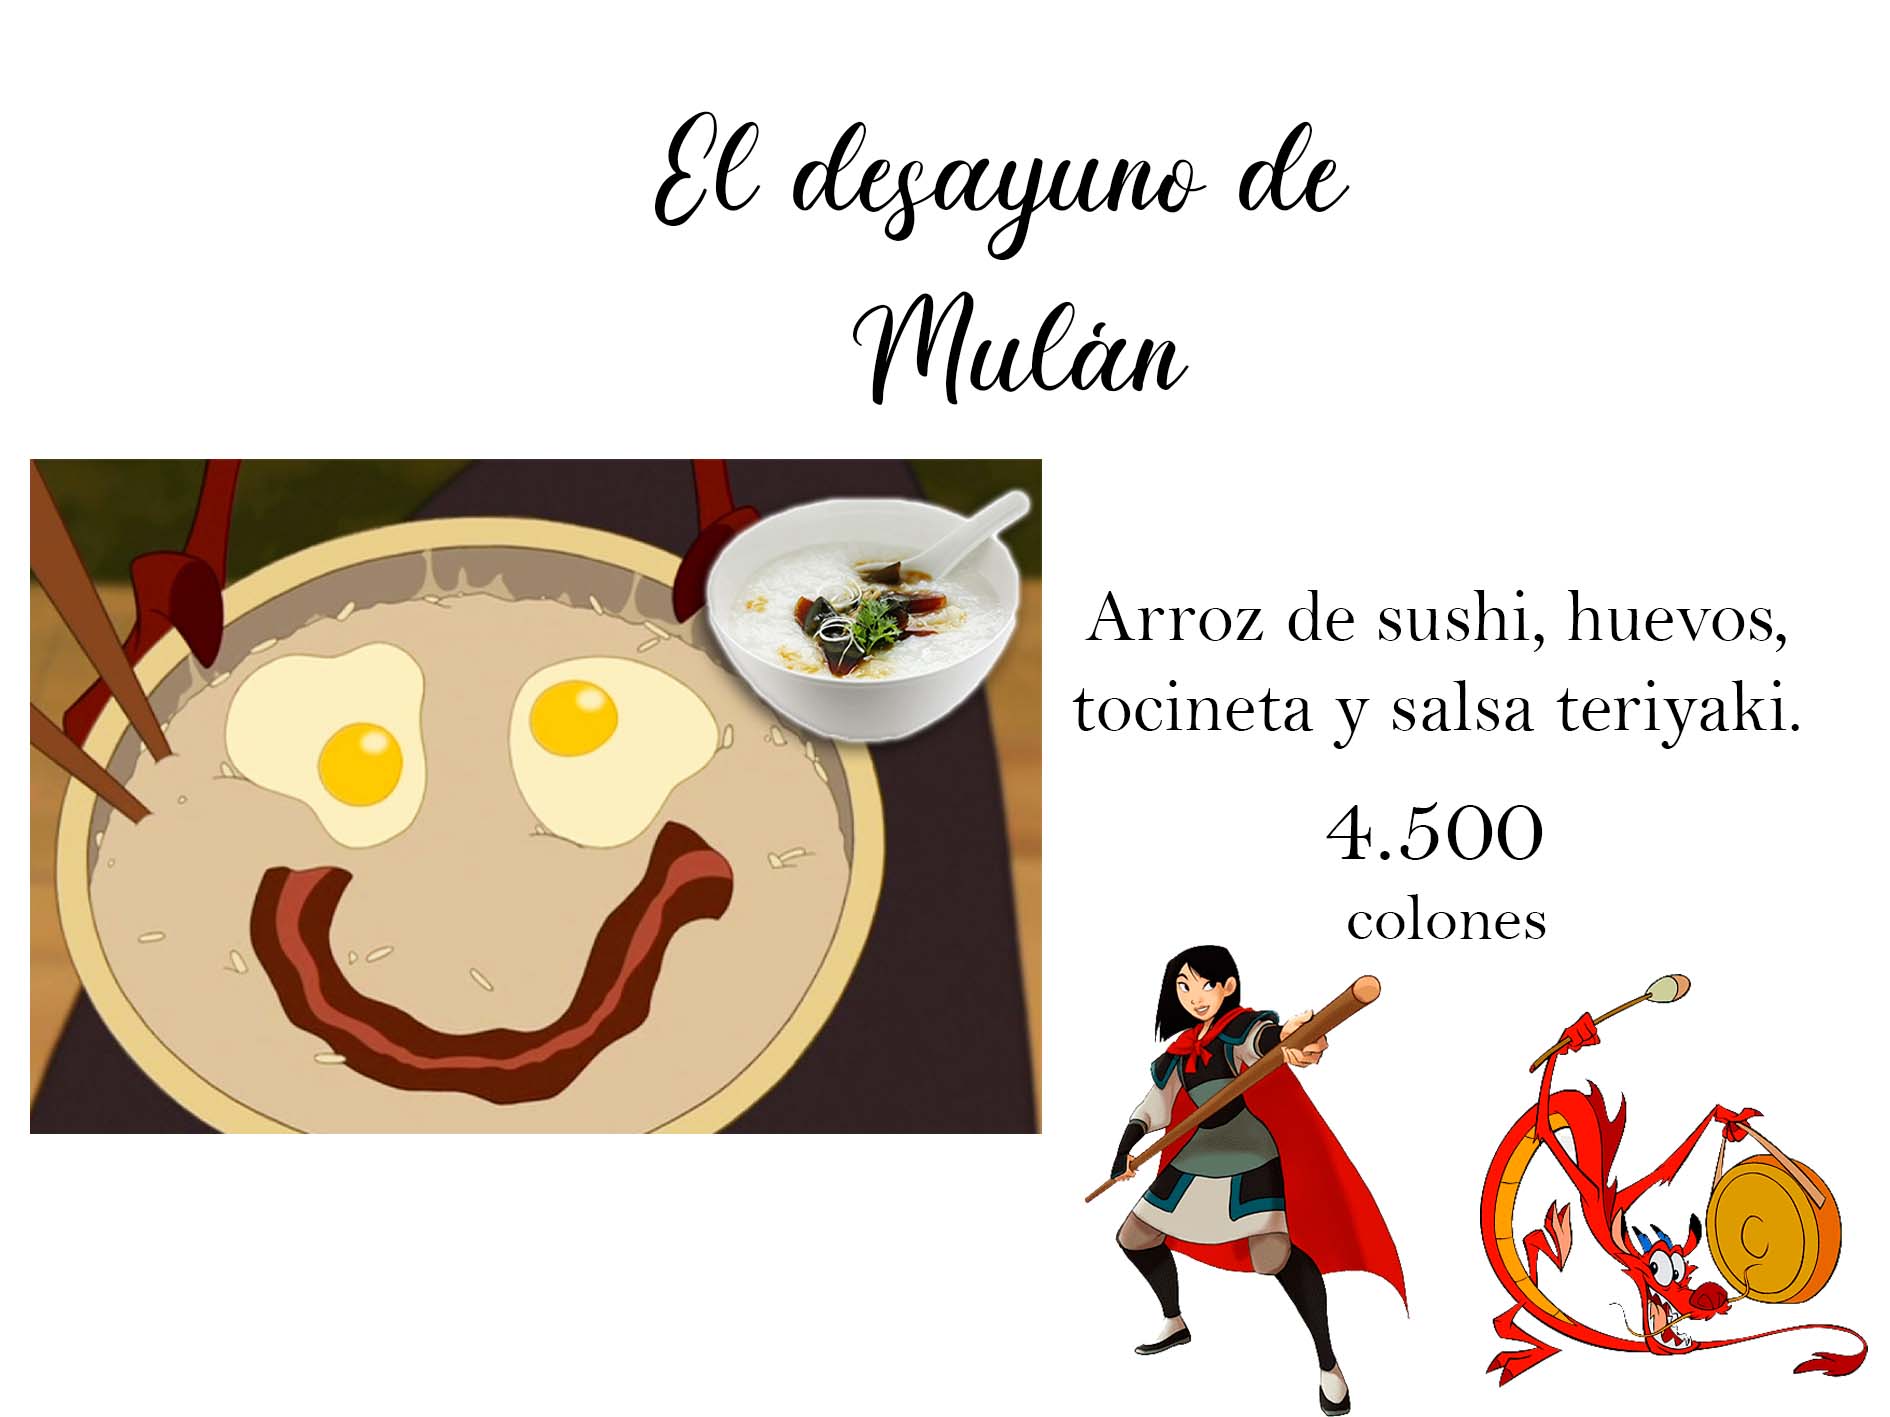 El desayuno de
Mulán
Arroz de sushi, huevos,
tocineta y salsa teriyaki.
4.500
colones